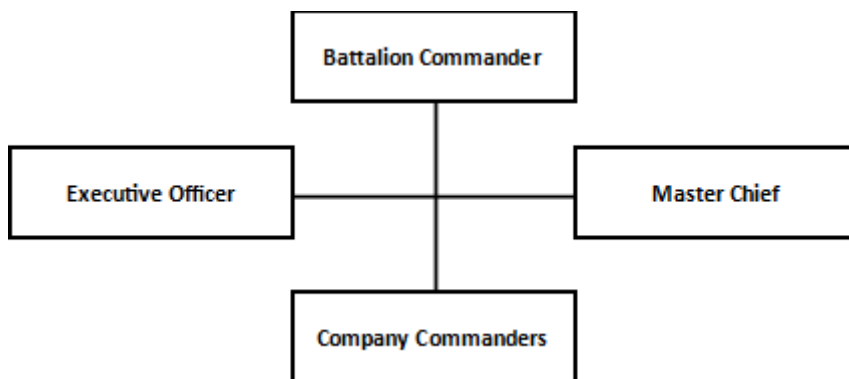 Battalion Commander
Executive Officer
Master Chief
Company Commanders